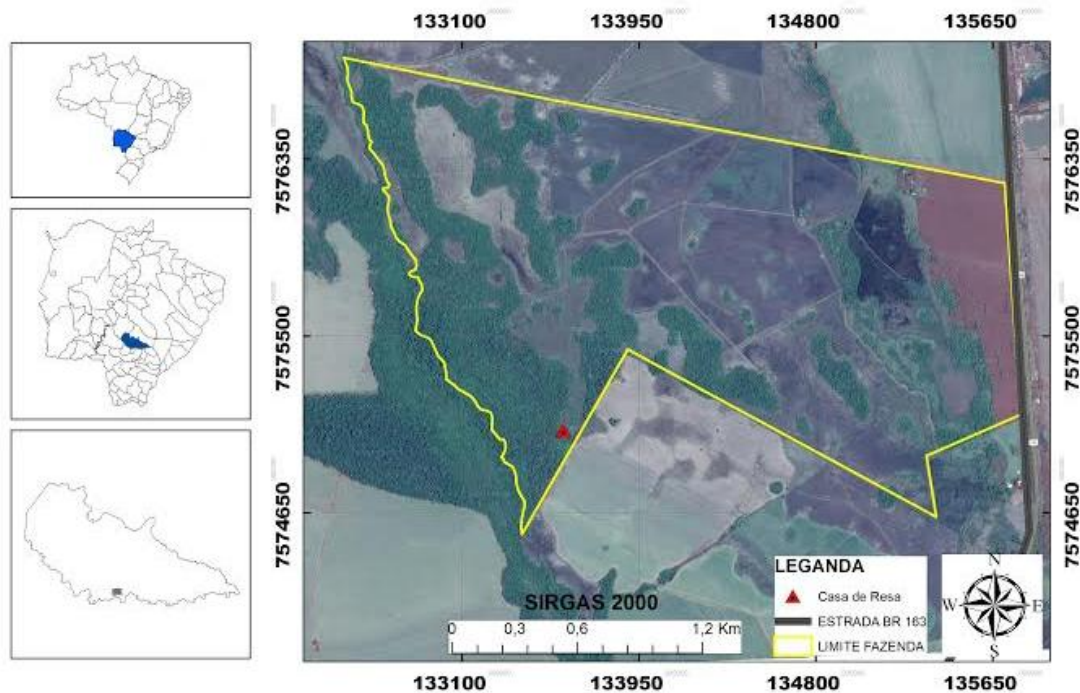 133100 133950 134800 135650
7576350 7576350
7575500 7575500
7574650 7574650
SIRGAS 2000
0 0,3 0,6 1,2 Km
LEGANDA
Casa de Resa
ESTRADA BR 163
LIMITE FAZENDA
N
W E
S
133100 133950 134800 135650